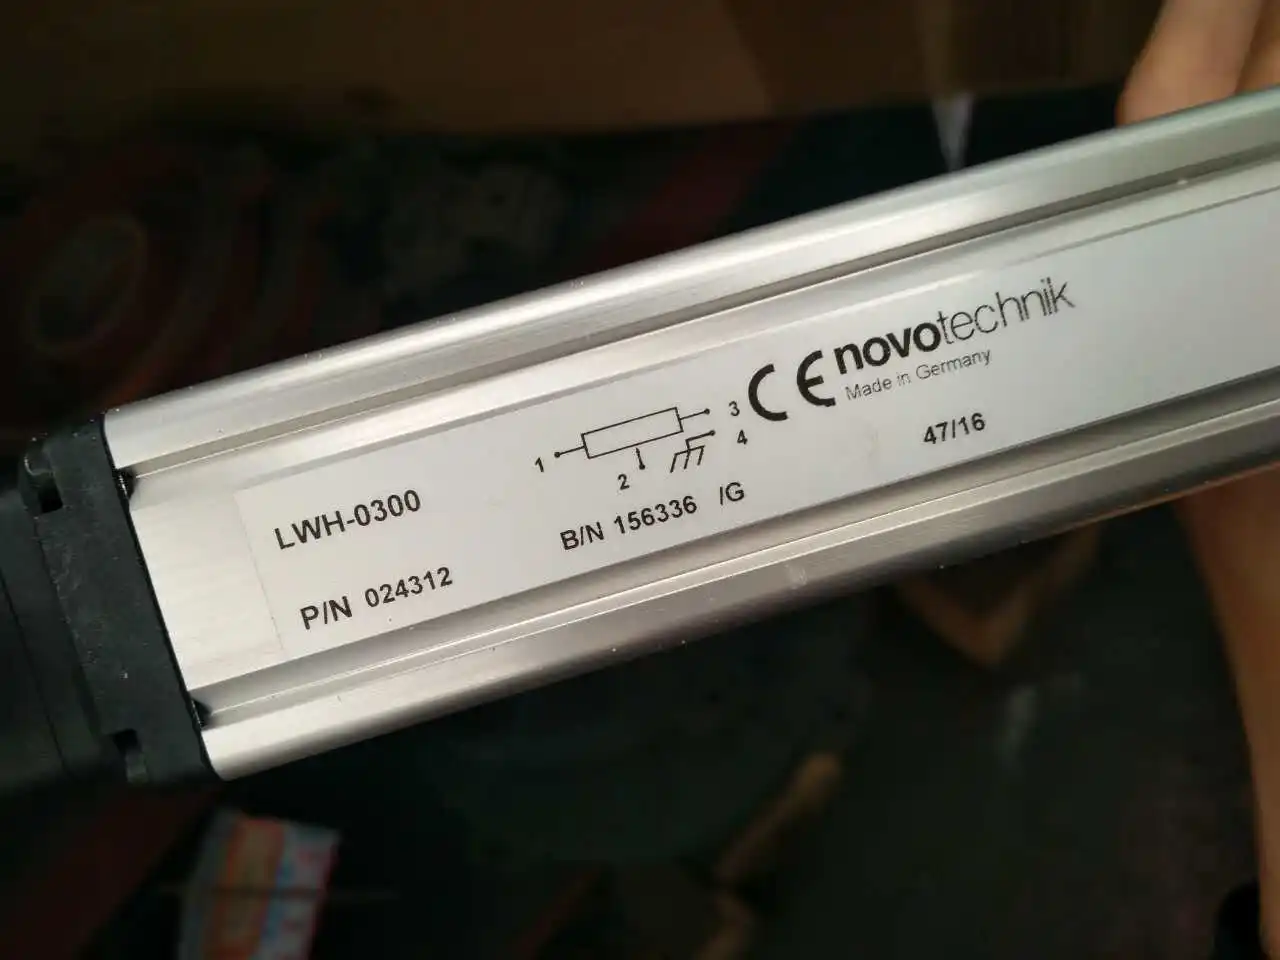 LWH-0300
P/N 024312
1
2
3
4
B/N 156336 /G
CE novotechnik
Made in Germany
47/16